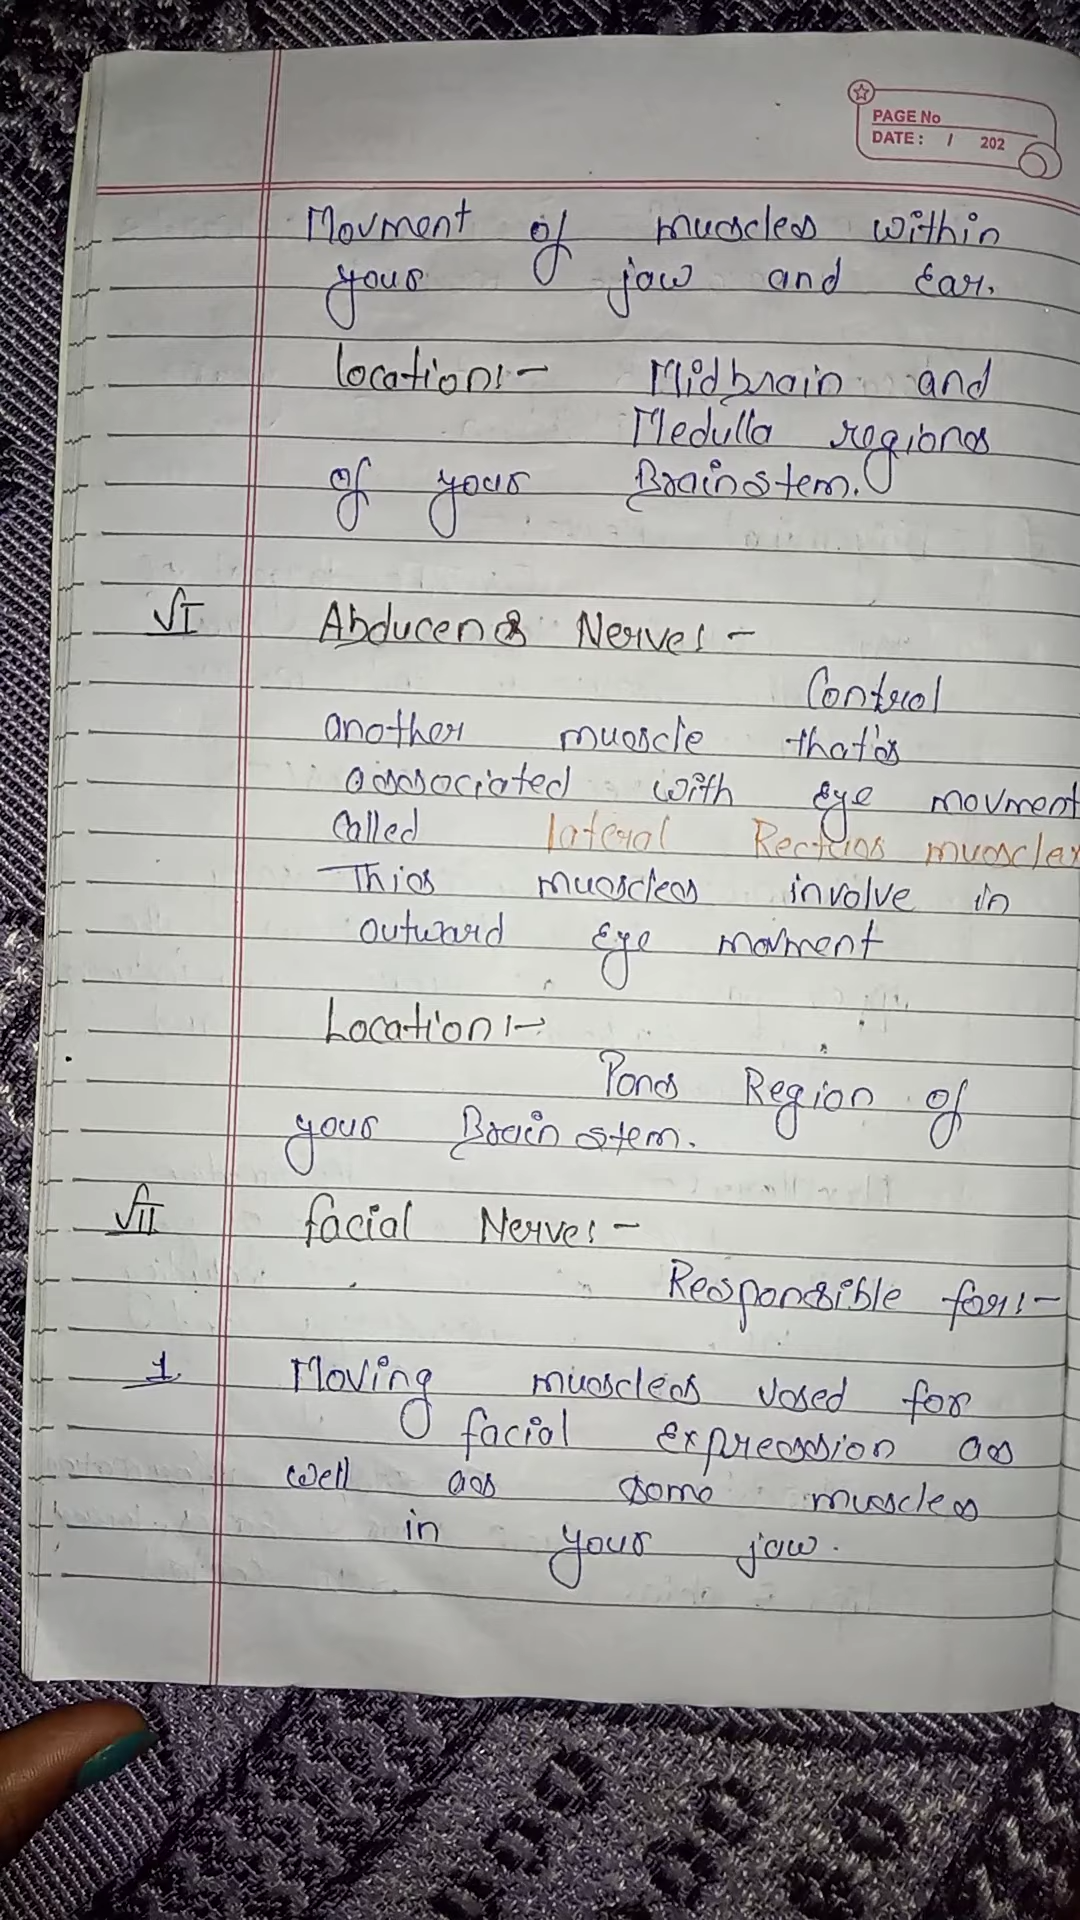 PAGE No
DATE: / 202
Movment of muscles within
your jaw and Ear.
location:- Midbrain and
Medulla regions
of your Brainstem.
VI Abducens Nerve:-
Control
another muscle that's
associated with eye movment
Called lateral Rectus muscles
This muscles involve in
outward Eye movment
Location:-
Pons Region of
your Brain stem.
VII facial Nerve:-
Responsible for:-
1 Moving muscles used for
facial expression as
well as some muscles
in your jaw.